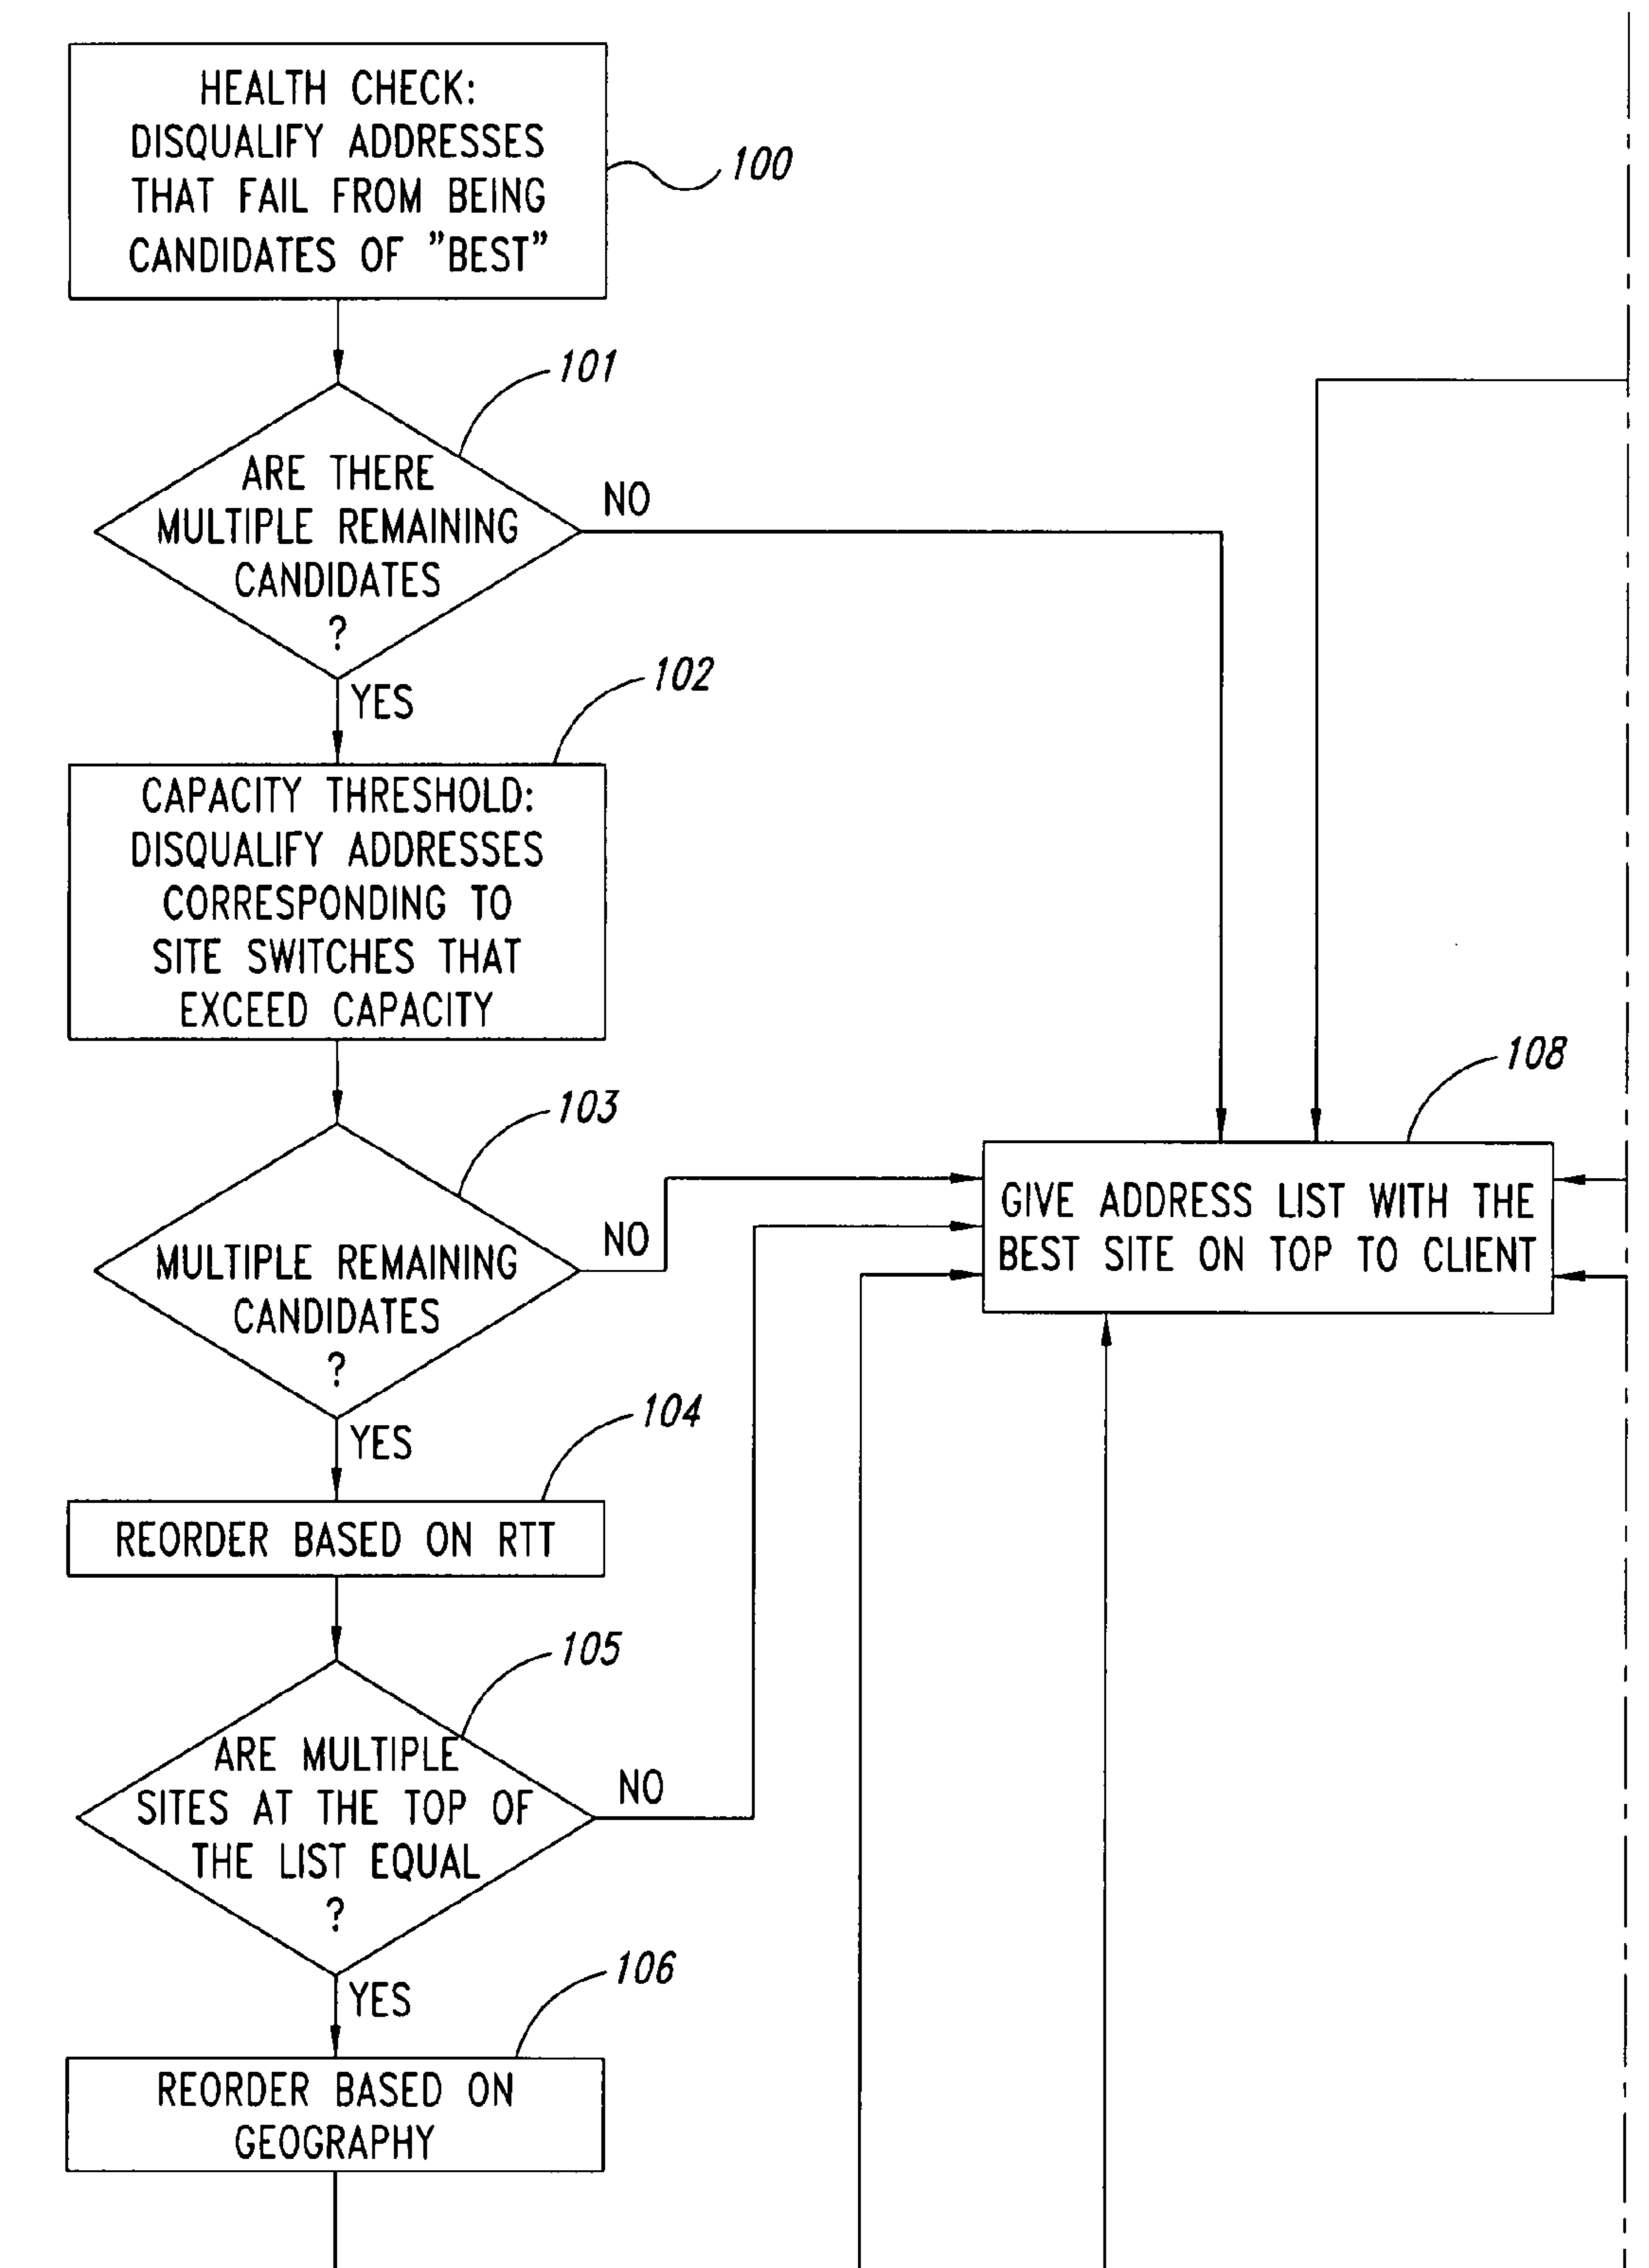 HEALTH CHECK:
DISQUALIFY ADDRESSES
THAT FAIL FROM BEING
CANDIDATES OF "BEST"
100
101
ARE THERE
MULTIPLE REMAINING
CANDIDATES
?
NO
YES
102
CAPACITY THRESHOLD:
DISQUALIFY ADDRESSES
CORRESPONDING TO
SITE SWITCHES THAT
EXCEED CAPACITY
103
MULTIPLE REMAINING
CANDIDATES
?
NO
YES
108
GIVE ADDRESS LIST WITH THE
BEST SITE ON TOP TO CLIENT
104
REORDER BASED ON RTT
105
ARE MULTIPLE
SITES AT THE TOP OF
THE LIST EQUAL
?
NO
YES
106
REORDER BASED ON
GEOGRAPHY